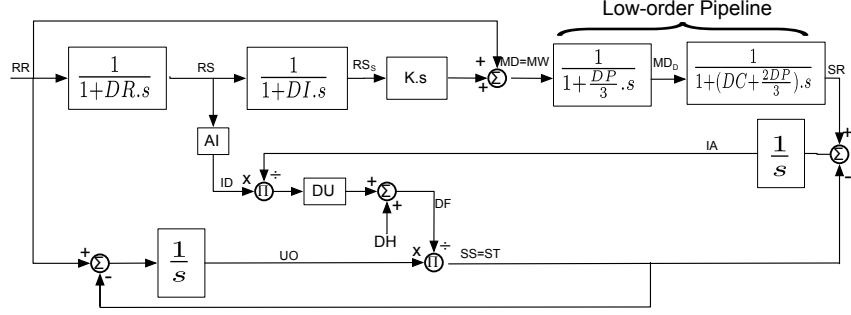 Low-order Pipeline
RR
1/(1+DR.s)
RS
1/(1+DI.s)
RSs
K.s
+
+
Σ
MD=MW
1/(1+DP/3.s)
MD_D
1/(1+(DC+2DP/3).s)
SR
AI
IA
1/s
+
Σ
-
ID
x
÷
Π
DU
+
Σ
+
DH
DF
+
Σ
-
1/s
UO
x
÷
Π
SS=ST